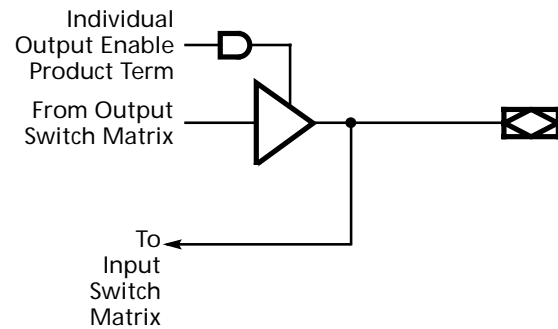 Individual
Output Enable
Product Term
From Output
Switch Matrix
To
Input
Switch
Matrix